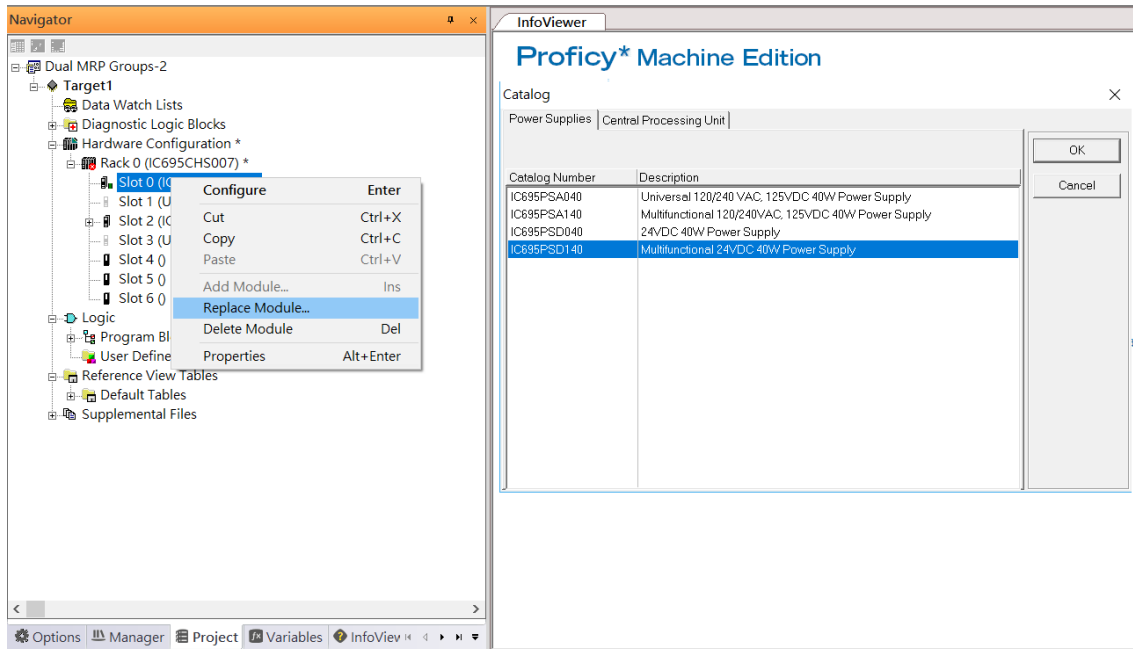 Navigator
Dual MRP Groups-2
Target1
Data Watch Lists
Diagnostic Logic Blocks
Hardware Configuration *
Rack 0 (IC695CHS007) *
Slot 0 (IC
Slot 1 (U
Slot 2 (IC
Slot 3 (U
Slot 4 ()
Slot 5 ()
Slot 6 ()
Logic
Program Bl
User Define
Reference View Tables
Default Tables
Supplemental Files
Configure Enter
Cut Ctrl+X
Copy Ctrl+C
Paste Ctrl+V
Add Module... Ins
Replace Module...
Delete Module Del
Properties Alt+Enter
Options Manager Project Variables InfoView
InfoViewer
Proficy* Machine Edition
Catalog
Power Supplies Central Processing Unit
Catalog Number Description
IC695PSA040 Universal 120/240 VAC, 125VDC 40W Power Supply
IC695PSA140 Multifunctional 120/240VAC, 125VDC 40W Power Supply
IC695PSD040 24VDC 40W Power Supply
IC695PSD140 Multifunctional 24VDC 40W Power Supply
OK
Cancel